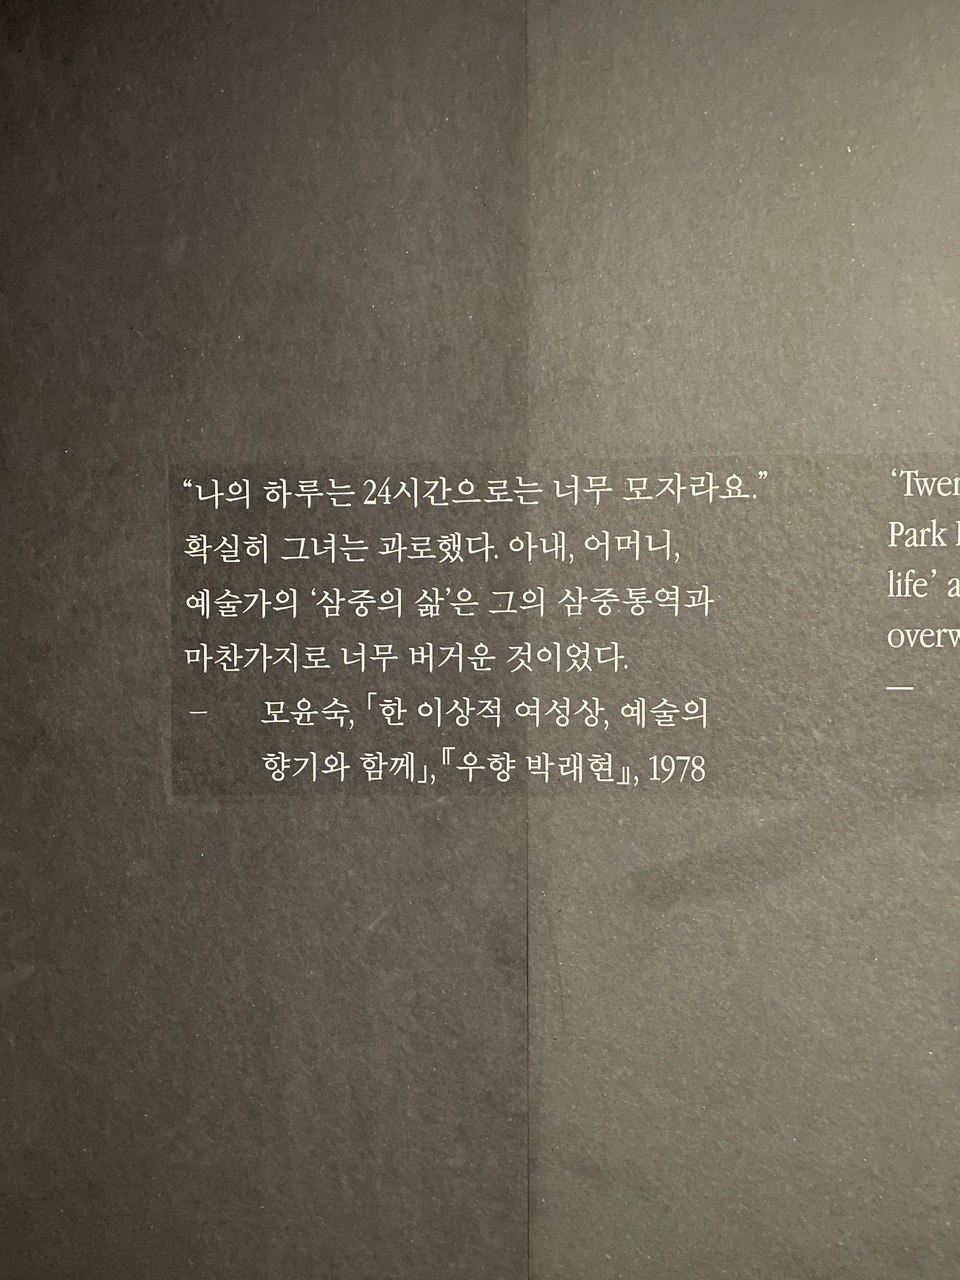 “나의 하루는 24시간으로는 너무 모자라요.”
확실히 그녀는 과로했다. 아내, 어머니,
예술가의 ‘삼중의 삶’은 그의 삼중통역과
마찬가지로 너무 버거운 것이었다.
– 모윤숙, 「한 이상적 여성상, 예술의
향기와 함께」, 『우향 박래현』, 1978
Park
life’
—